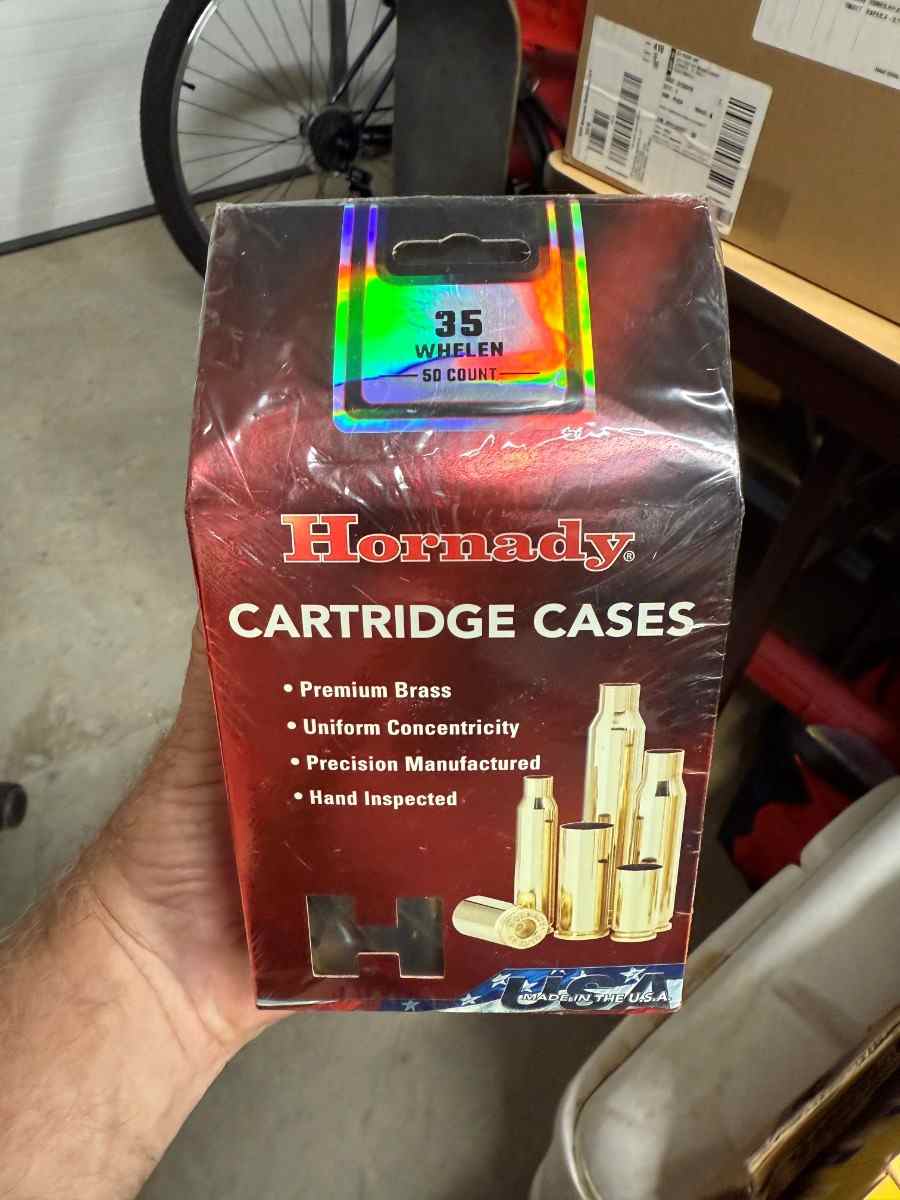 35
WHELEN
50 COUNT
Hornady®
CARTRIDGE CASES
• Premium Brass
• Uniform Concentricity
• Precision Manufactured
• Hand Inspected
USA
MADE IN THE U.S.A.